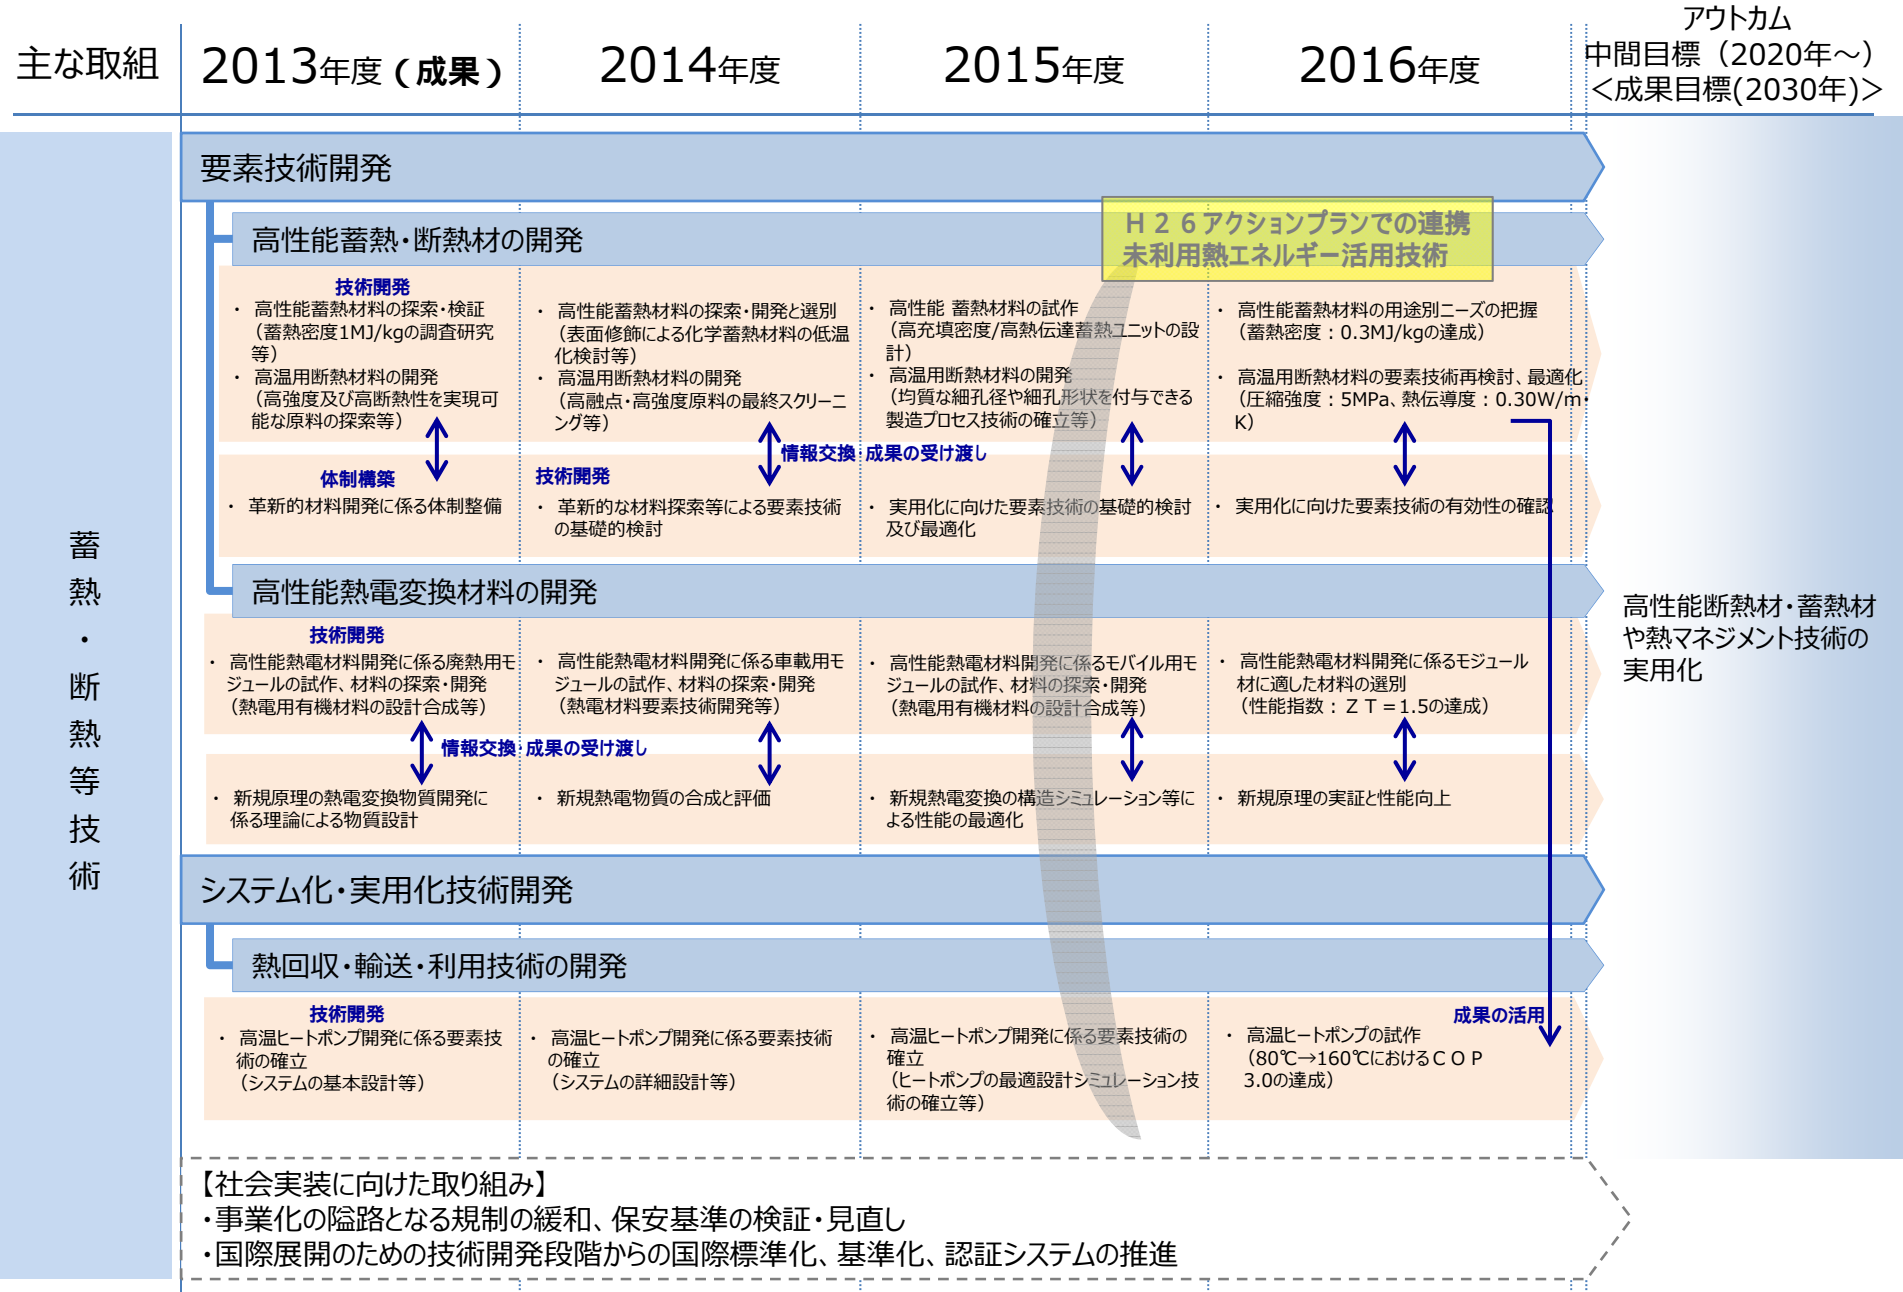 主な取組
2013年度（成果）
2014年度
2015年度
2016年度
アウトカム
中間目標（2020年～）
＜成果目標(2030年)＞
蓄熱・断熱等技術
要素技術開発
高性能蓄熱・断熱材の開発
Ｈ２６アクションプランでの連携
未利用熱エネルギー活用技術
技術開発
・ 高性能蓄熱材料の探索・検証
（蓄熱密度1MJ/kgの調査研究
等）
・ 高温用断熱材料の開発
（高強度及び高断熱性を実現可
能な原料の探索等）
・ 高性能蓄熱材料の探索・開発と選別
（表面修飾による化学蓄熱材料の低温
化検討等）
・ 高温用断熱材料の開発
（高融点・高強度原料の最終スクリーニ
ング等）
・ 高性能 蓄熱材料の試作
（高充填密度/高熱伝達蓄熱ユニットの設
計）
・ 高温用断熱材料の開発
（均質な細孔径や細孔形状を付与できる
製造プロセス技術の確立等）
・ 高性能蓄熱材料の用途別ニーズの把握
（蓄熱密度：0.3MJ/kgの達成）
・ 高温用断熱材料の要素技術再検討、最適化
（圧縮強度：5MPa、熱伝導度：0.30W/m・
K）
情報交換・成果の受け渡し
体制構築
・ 革新的材料開発に係る体制整備
技術開発
・ 革新的な材料探索等による要素技術
の基礎的検討
・ 実用化に向けた要素技術の基礎的検討
及び最適化
・ 実用化に向けた要素技術の有効性の確認
高性能熱電変換材料の開発
技術開発
・ 高性能熱電材料開発に係る廃熱用モ
ジュールの試作、材料の探索・開発
（熱電用有機材料の設計合成等）
・ 高性能熱電材料開発に係る車載用モ
ジュールの試作、材料の探索・開発
（熱電材料要素技術開発等）
・ 高性能熱電材料開発に係るモバイル用モ
ジュールの試作、材料の探索・開発
（熱電用有機材料の設計合成等）
・ 高性能熱電材料開発に係るモジュール
材に適した材料の選別
（性能指数：ＺＴ＝1.5の達成）
情報交換・成果の受け渡し
・ 新規原理の熱電変換物質開発に
係る理論による物質設計
・ 新規熱電物質の合成と評価
・ 新規熱電変換の構造シミュレーション等に
よる性能の最適化
・ 新規原理の実証と性能向上
高性能断熱材・蓄熱材
や熱マネジメント技術の
実用化
システム化・実用化技術開発
熱回収・輸送・利用技術の開発
技術開発
・ 高温ヒートポンプ開発に係る要素技
術の確立
（システムの基本設計等）
・ 高温ヒートポンプ開発に係る要素技術
の確立
（システムの詳細設計等）
・ 高温ヒートポンプ開発に係る要素技術の
確立
（ヒートポンプの最適設計シミュレーション技
術の確立等）
成果の活用
・ 高温ヒートポンプの試作
（80℃→160℃におけるＣＯＰ
3.0の達成）
【社会実装に向けた取り組み】
・事業化の隘路となる規制の緩和、保安基準の検証・見直し
・国際展開のための技術開発段階からの国際標準化、基準化、認証システムの推進